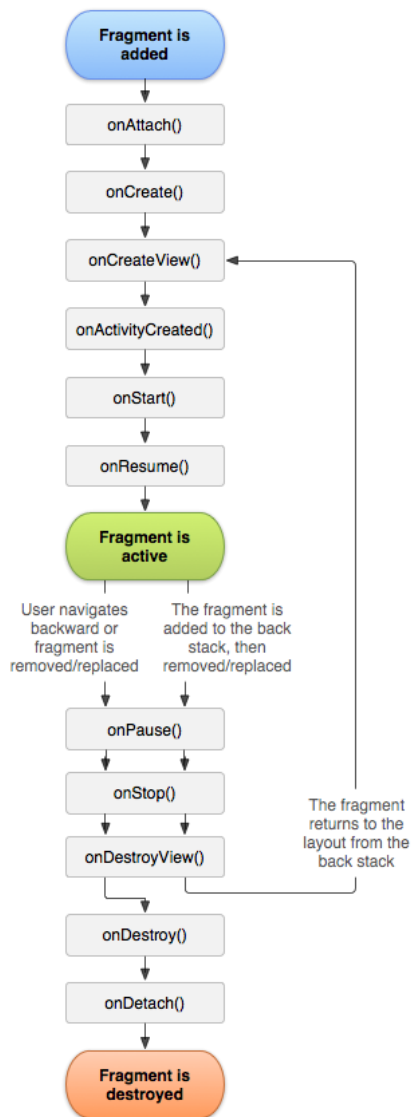 Fragment is
added
onAttach()
onCreate()
onCreateView()
onActivityCreated()
onStart()
onResume()
Fragment is
active
User navigates
backward or
fragment is
removed/replaced
The fragment is
added to the back
stack, then
removed/replaced
onPause()
onStop()
onDestroyView()
The fragment
returns to the
layout from the
back stack
onDestroy()
onDetach()
Fragment is
destroyed